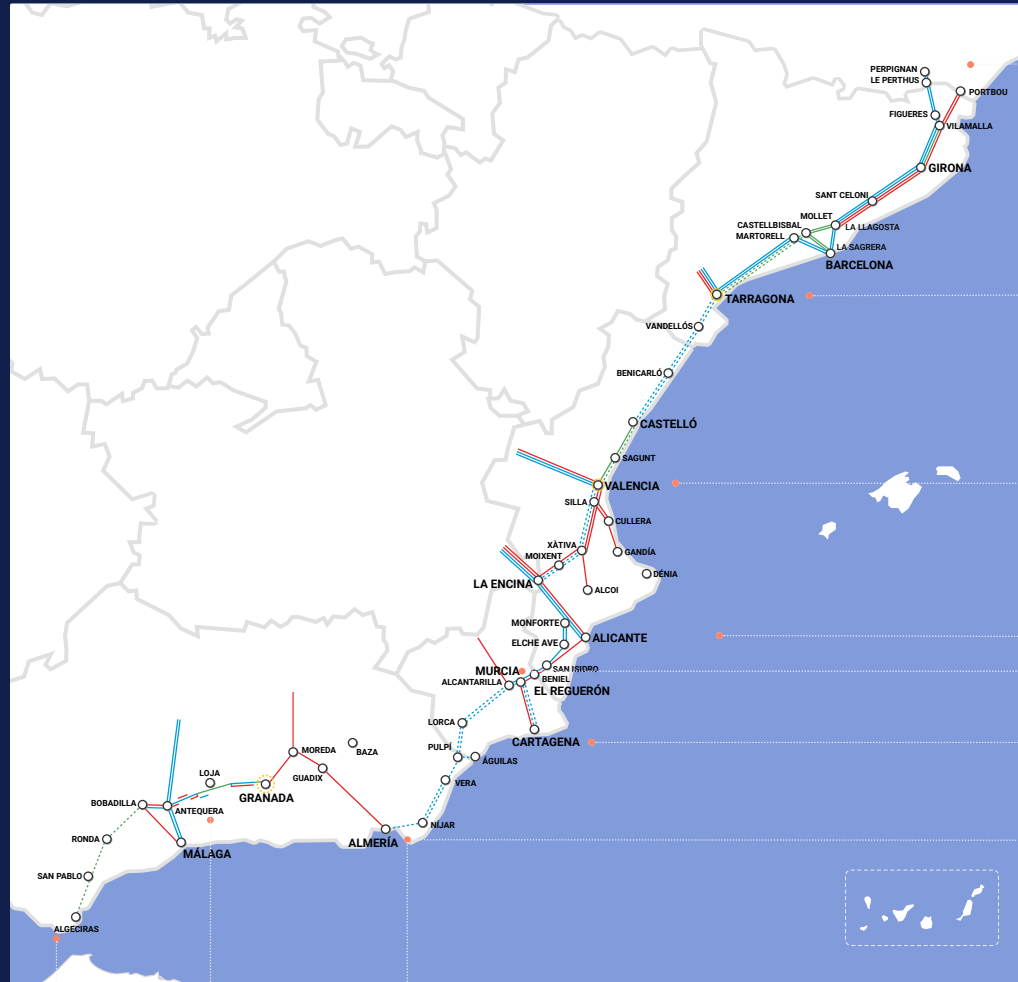 PERPIGNAN
LE PERTHUS
PORTBOU
FIGUERES
VILAMALLA
GIRONA
SANT CELONI
MOLLET
CASTELLBISBAL
LA LLAGOSTA
MARTORELL
LA SAGRERA
BARCELONA
TARRAGONA
VANDELLÓS
BENICARLÓ
CASTELLÓ
SAGUNT
VALENCIA
SILLA
CULLERA
XÀTIVA
GANDÍA
MOIXENT
DÉNIA
LA ENCINA
ALCOI
MONFORTE
ALICANTE
ELCHE AVE
SAN ISIDRO
MURCIA
BENIEL
ALCANTARILLA
EL REGUERÓN
LORCA
CARTAGENA
PULPÍ
ÁGUILAS
MOREDA
BAZA
LOJA
GUADIX
VERA
GRANADA
BOBADILLA
ANTEQUERA
NÍJAR
RONDA
ALMERÍA
MÁLAGA
SAN PABLO
ALGECIRAS